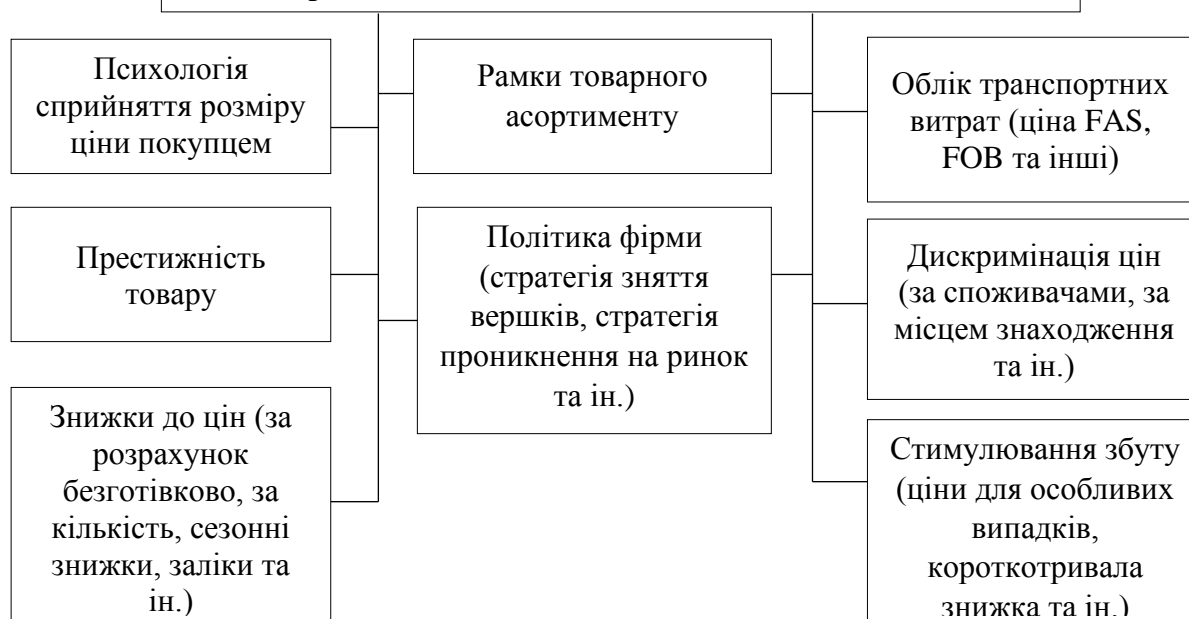 Психологія
сприйняття розміру
ціни покупцем
Рамки товарного
асортименту
Облік транспортних
витрат (ціна FAS,
FOB та інші)
Престижність
товару
Політика фірми
(стратегія зняття
вершків, стратегія
проникнення на ринок
та ін.)
Дискримінація цін
(за споживачами, за
місцем знаходження
та ін.)
Знижки до цін (за
розрахунок
безготівково, за
кількість, сезонні
знижки, заліки та
ін.)
Стимулювання збуту
(ціни для особливих
випадків,
короткотривала
знижка та ін.)